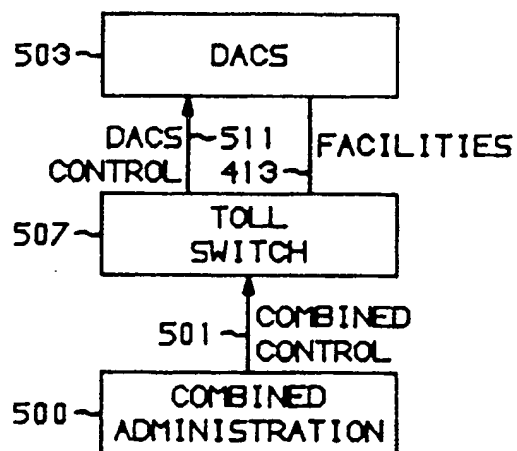 503
DACS
DACS
CONTROL
511
413
FACILITIES
507
TOLL
SWITCH
501
COMBINED
CONTROL
500
COMBINED
ADMINISTRATION